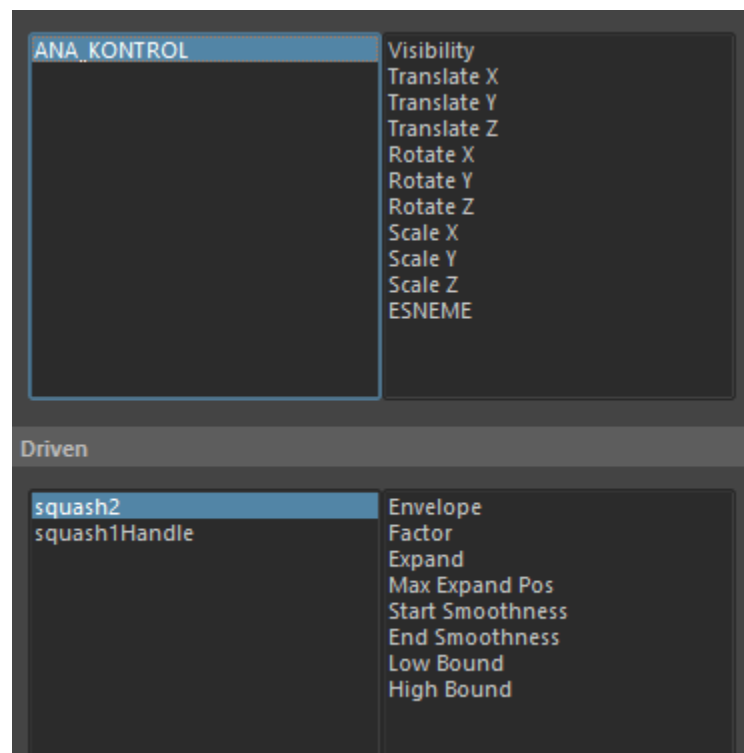 ANA_KONTROL
Visibility
Translate X
Translate Y
Translate Z
Rotate X
Rotate Y
Rotate Z
Scale X
Scale Y
Scale Z
ESNEME
Driven
squash2
squash1Handle
Envelope
Factor
Expand
Max Expand Pos
Start Smoothness
End Smoothness
Low Bound
High Bound